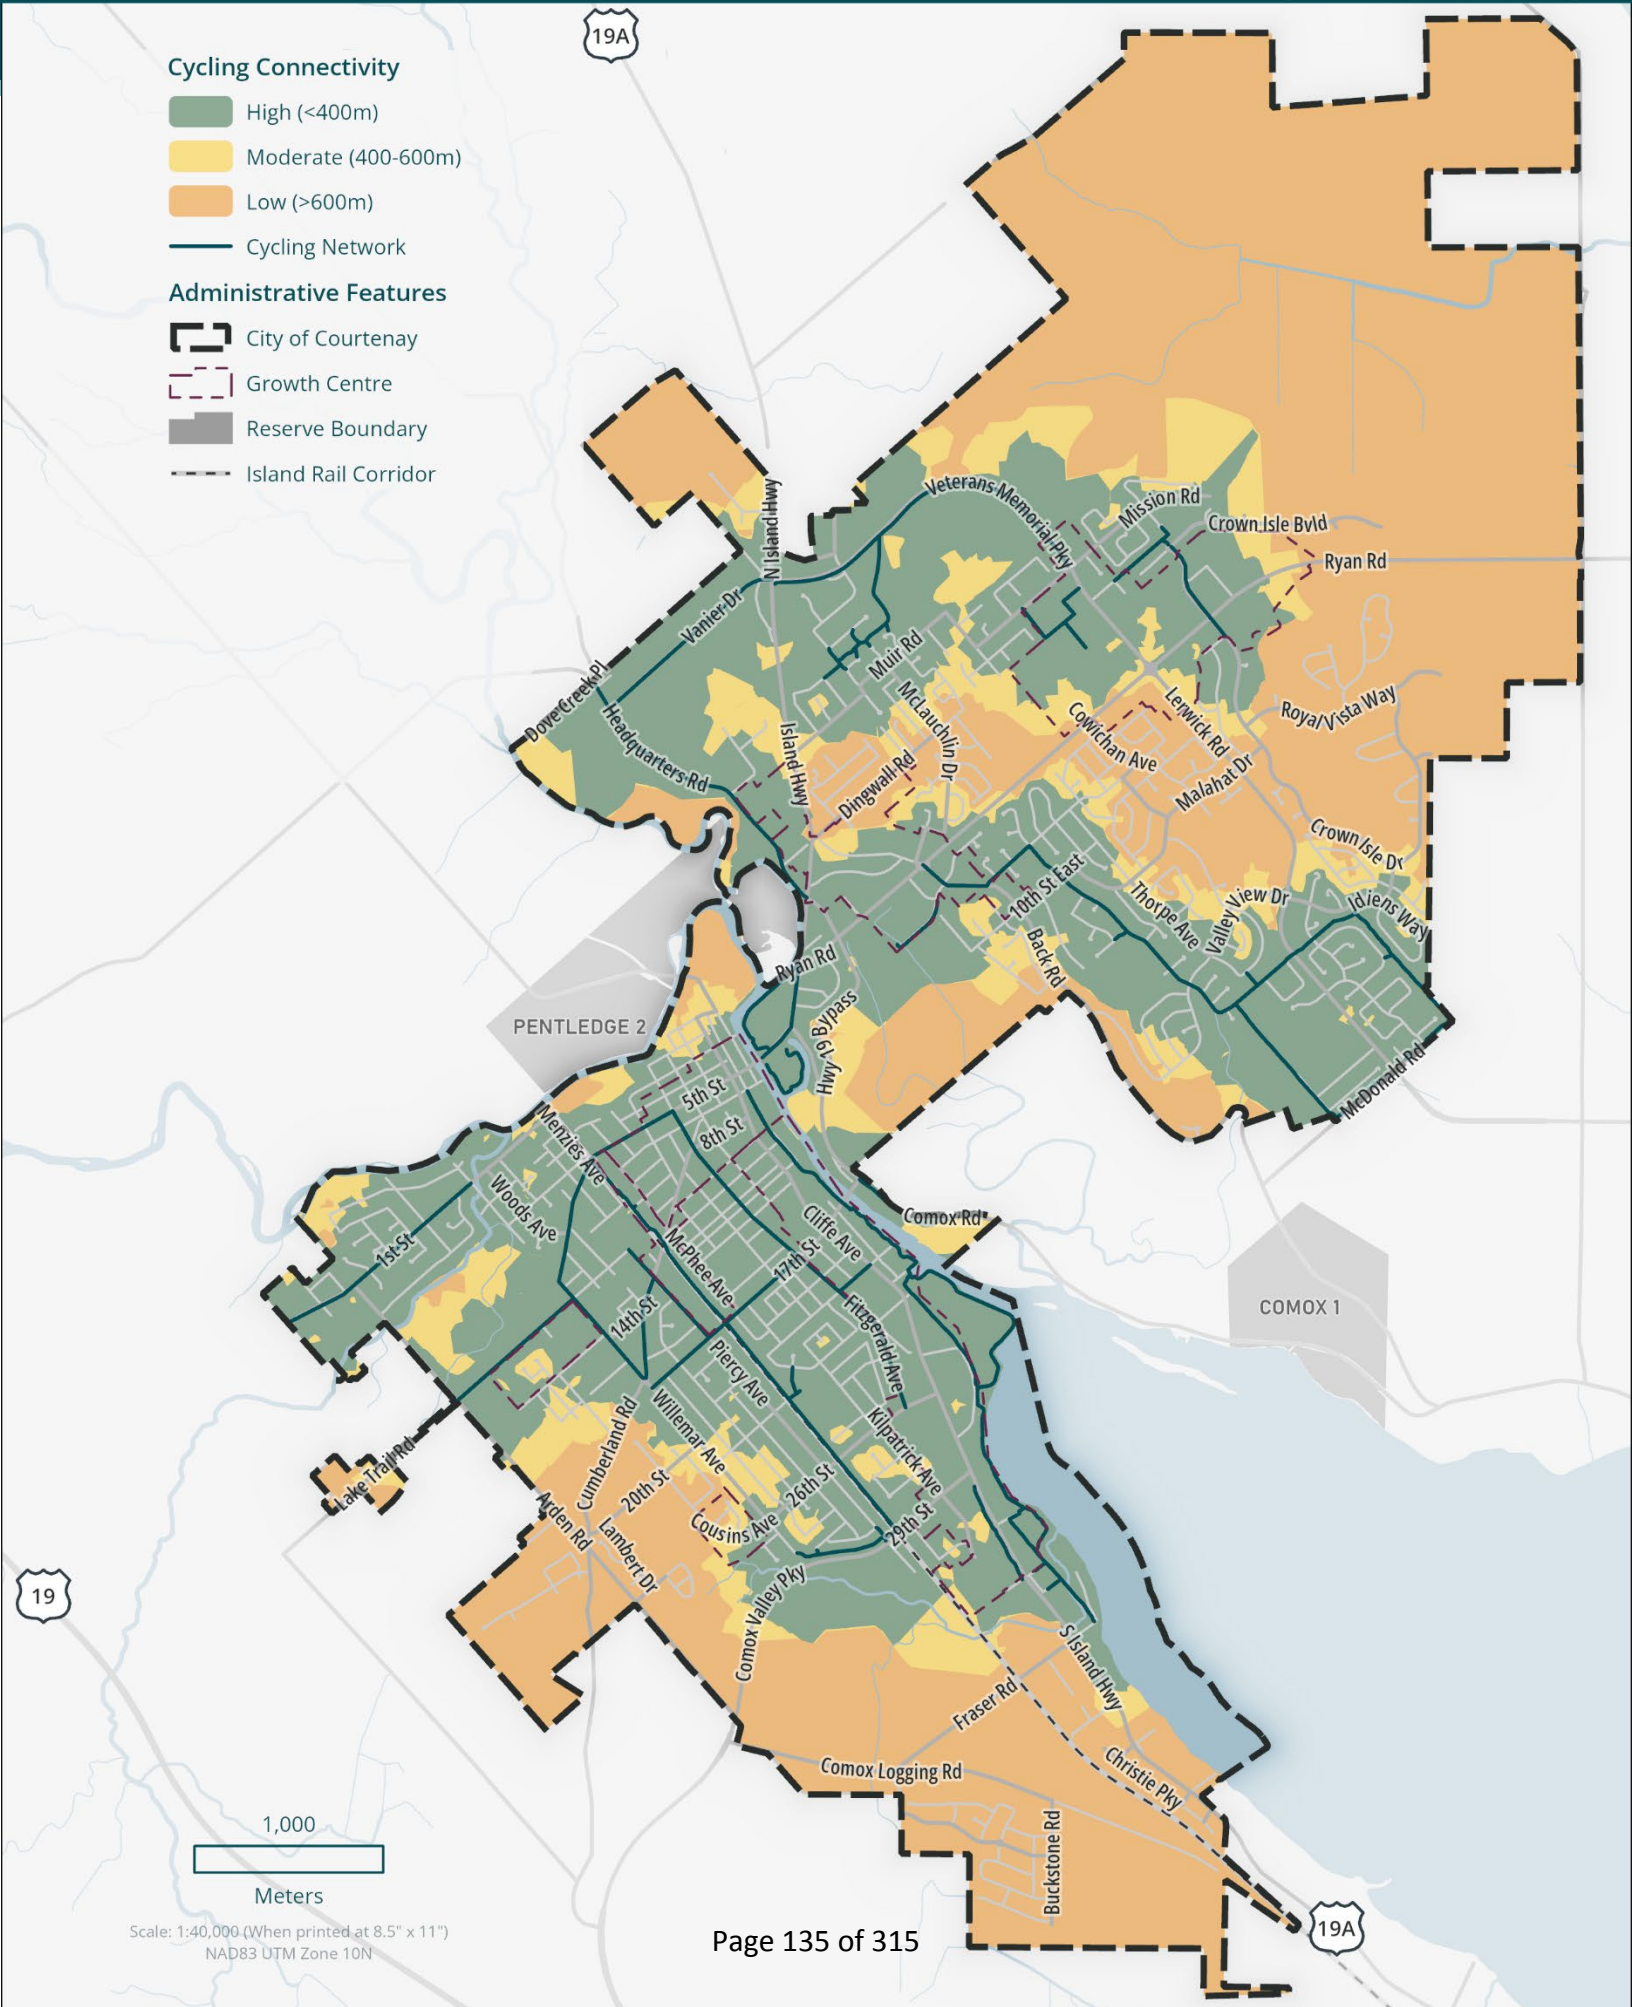 19A
Cycling Connectivity
High (<400m)
Moderate (400-600m)
Low (>600m)
Cycling Network
Administrative Features
City of Courtenay
Growth Centre
Reserve Boundary
Island Rail Corridor
N Island Hwy
Veterans Memorial Pky
Mission Rd
Crown Isle Bvld
Ryan Rd
Vanier Dr
Muir Rd
Dove Creek Pl
Headquarters Rd
Island Hwy
McLauchlin Dr
Dingwall Rd
Cowichan Ave
Lerwick Rd
Malahat Dr
Royal Vista Way
Crown Isle Dr
Idiens Way
10th St East
Thorpe Ave
Valley View Dr
Back Rd
Ryan Rd
Hwy 19 Bypass
McDonald Rd
PENTLEDGE 2
5th St
8th St
Menzies Ave
Woods Ave
1st St
McPhee Ave
Cliffe Ave
17th St
Comox Rd
COMOX 1
14th St
Fitzgerald Ave
Piercy Ave
Willemar Ave
Kilpatrick Ave
Cumberland Rd
Lake Trail Rd
20th St
26th St
Arden Rd
Cousins Ave
29th St
Lambert Dr
19
Comox Valley Pky
S Island Hwy
Fraser Rd
Comox Logging Rd
Christie Pky
Buckstone Rd
19A
1,000
Meters
Scale: 1:40,000 (When printed at 8.5" x 11")
NAD83 UTM Zone 10N
Page 135 of 315